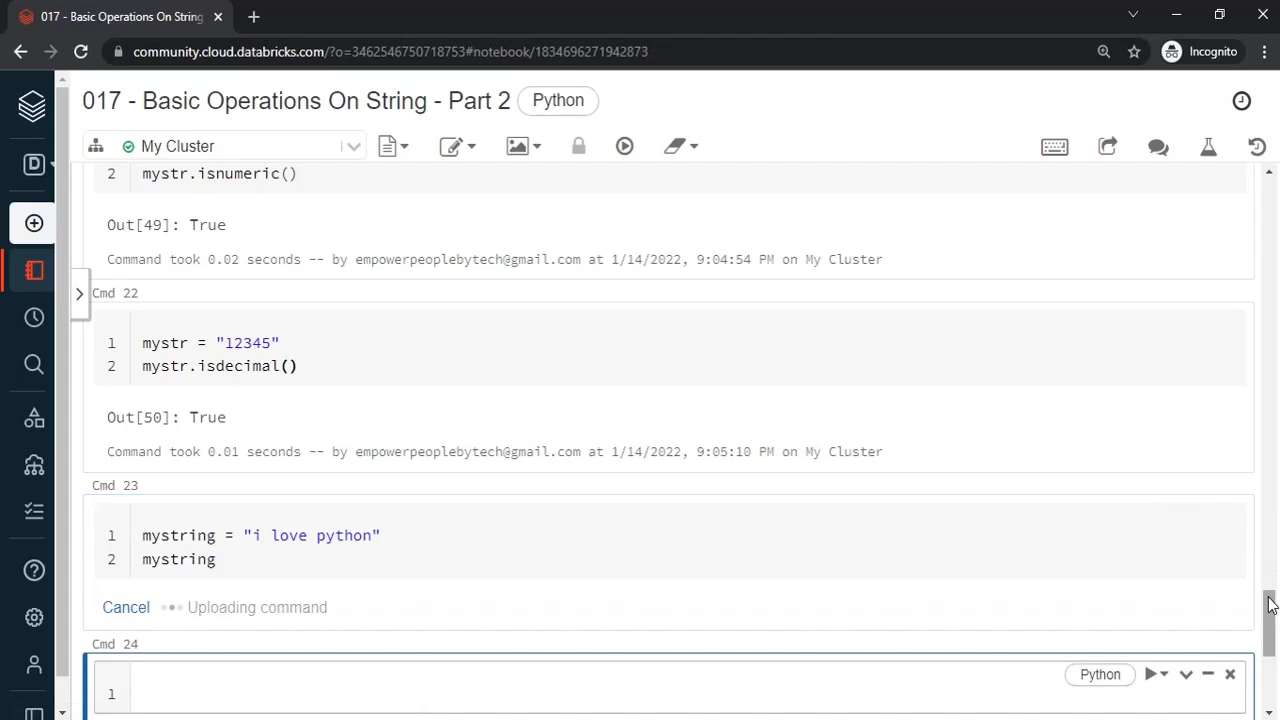 017 - Basic Operations On String
community.cloud.databricks.com/?o=3462546750718753#notebook/1834696271942873
Incognito
017 - Basic Operations On String - Part 2
Python
D
My Cluster
2 mystr.isnumeric()
Out[49]: True
Command took 0.02 seconds -- by empowerpeoplebytech@gmail.com at 1/14/2022, 9:04:54 PM on My Cluster
Cmd 22
1 mystr = "12345"
2 mystr.isdecimal()
Out[50]: True
Command took 0.01 seconds -- by empowerpeoplebytech@gmail.com at 1/14/2022, 9:05:10 PM on My Cluster
Cmd 23
1 mystring = "i love python"
2 mystring
Cancel Uploading command
Cmd 24
Python
1